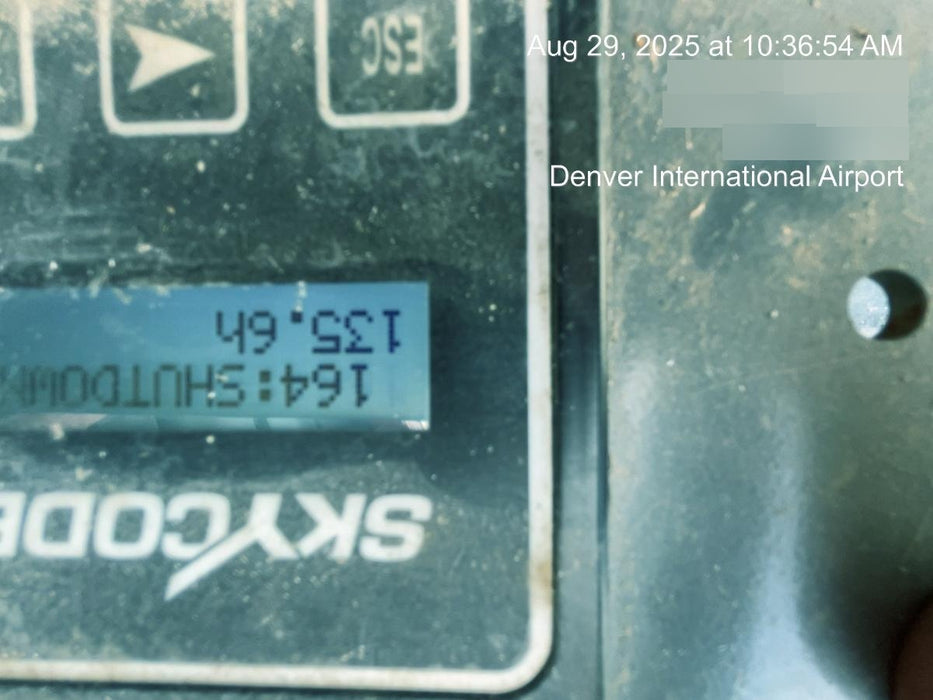 Aug 29, 2025 at 10:36:54 AM
Denver International Airport
SKYCODE
164:SHUTDOWN
135.6h
ESC